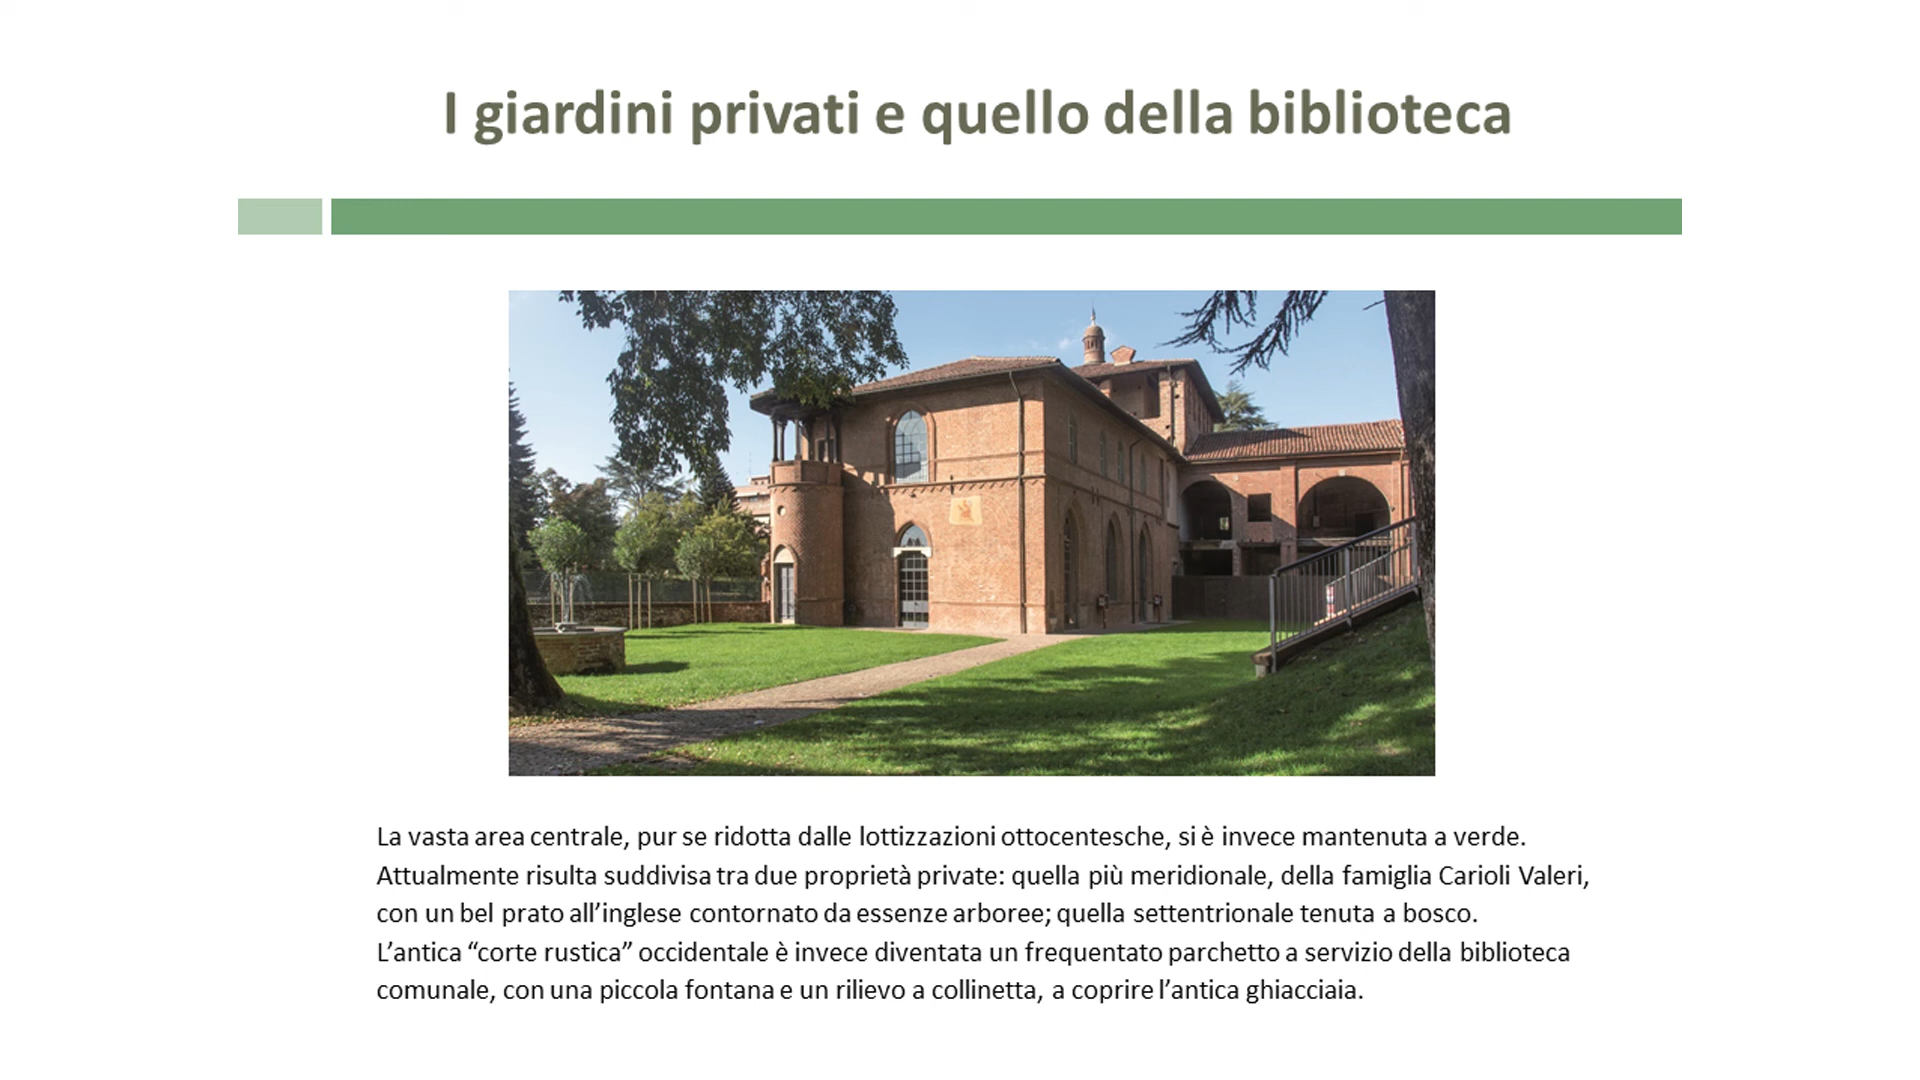 I giardini privati e quello della biblioteca
La vasta area centrale, pur se ridotta dalle lottizzazioni ottocentesche, si è invece mantenuta a verde.
Attualmente risulta suddivisa tra due proprietà private: quella più meridionale, della famiglia Carioli Valeri,
con un bel prato all’inglese contornato da essenze arboree; quella settentrionale tenuta a bosco.
L’antica “corte rustica” occidentale è invece diventata un frequentato parchetto a servizio della biblioteca
comunale, con una piccola fontana e un rilievo a collinetta, a coprire l’antica ghiacciaia.